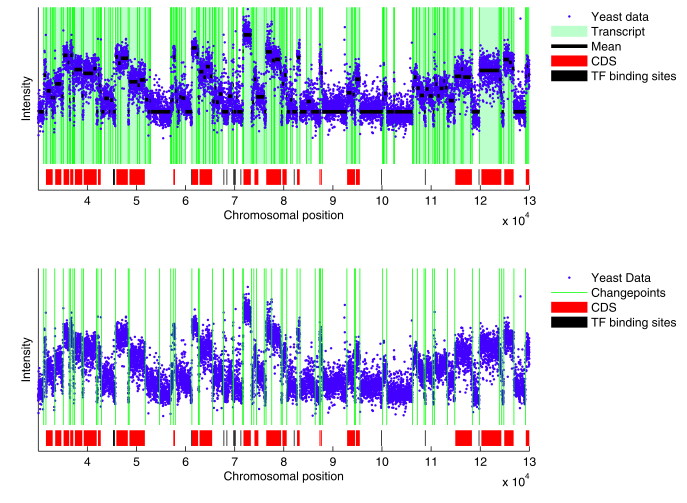 Intensity
Yeast data
Transcript
Mean
CDS
TF binding sites
4 5 6 7 8 9 10 11 12 13
Chromosomal position
x 10^4
Intensity
Yeast Data
Changepoints
CDS
TF binding sites
4 5 6 7 8 9 10 11 12 13
Chromosomal position
x 10^4